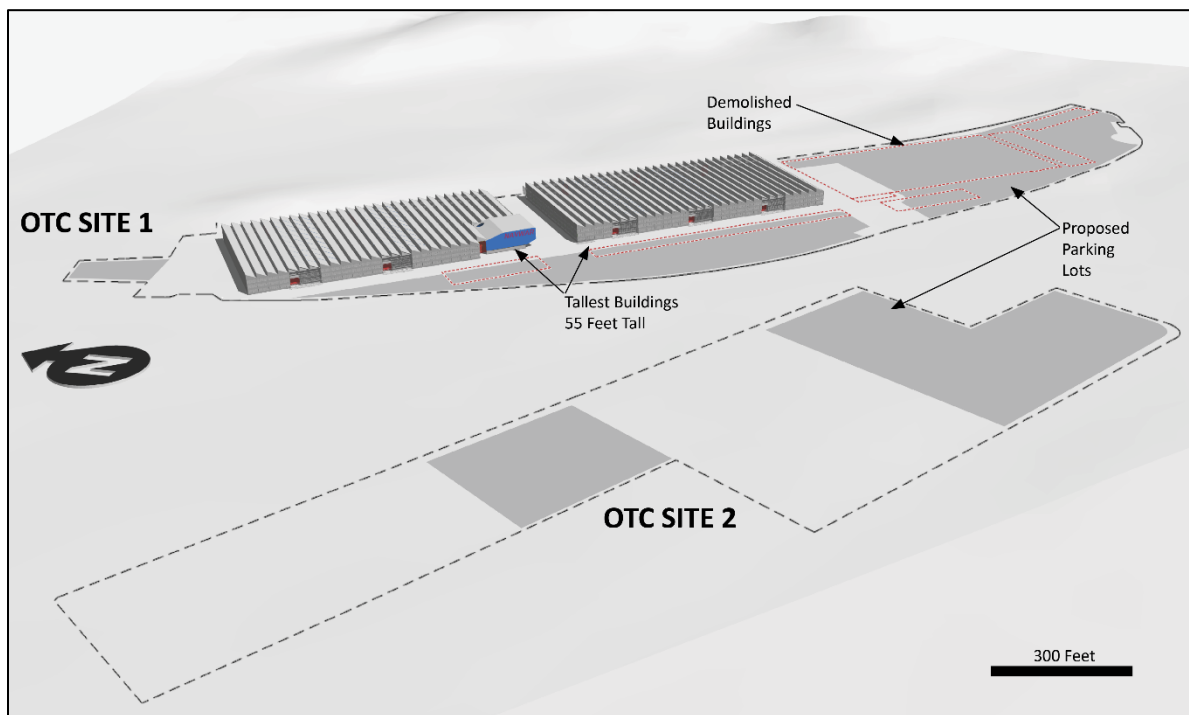 Demolished
Buildings
OTC SITE 1
Proposed
Parking
Lots
Tallest Buildings
55 Feet Tall
N
OTC SITE 2
300 Feet